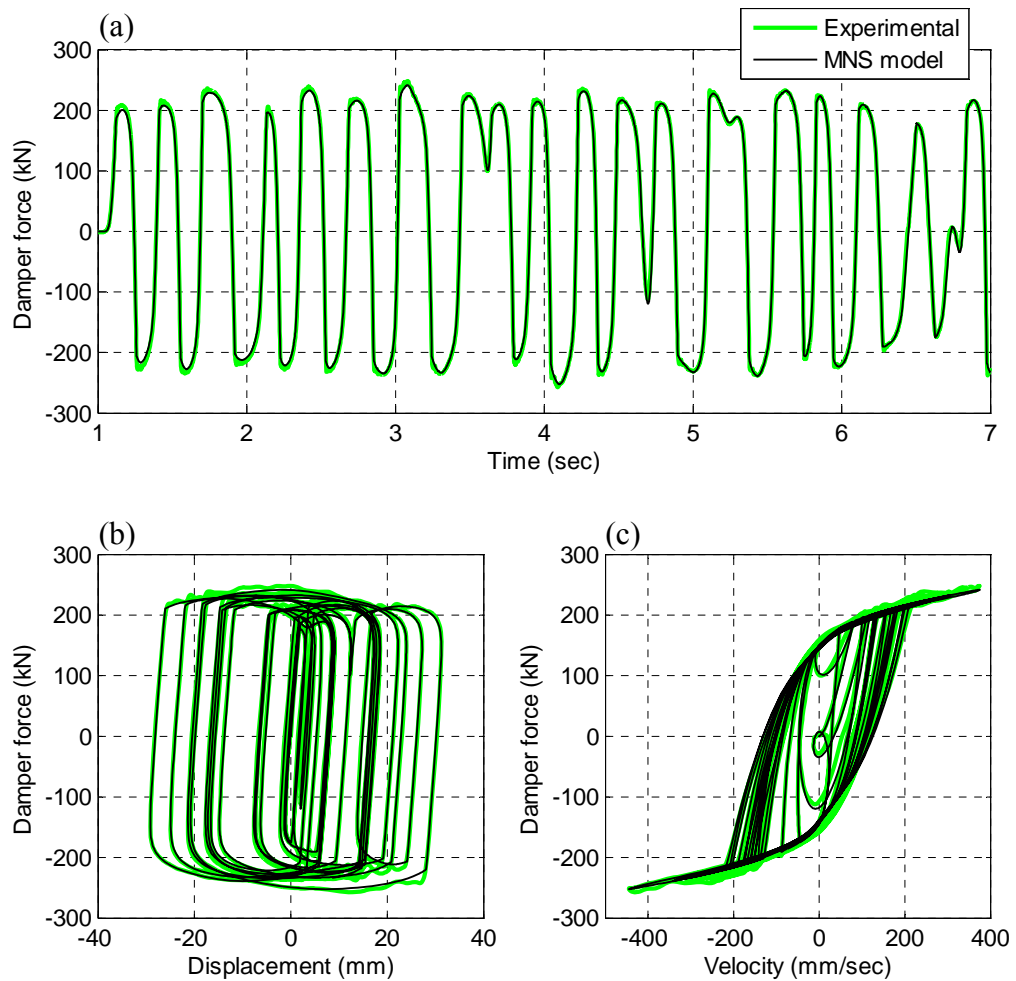 (a)
Experimental
MNS model
300
200
100
0
-100
-200
-300
Damper force (kN)
1 2 3 4 5 6 7
Time (sec)
(b)
300
200
100
0
-100
-200
-300
Damper force (kN)
-40 -20 0 20 40
Displacement (mm)
(c)
300
200
100
0
-100
-200
-300
Damper force (kN)
-400 -200 0 200 400
Velocity (mm/sec)